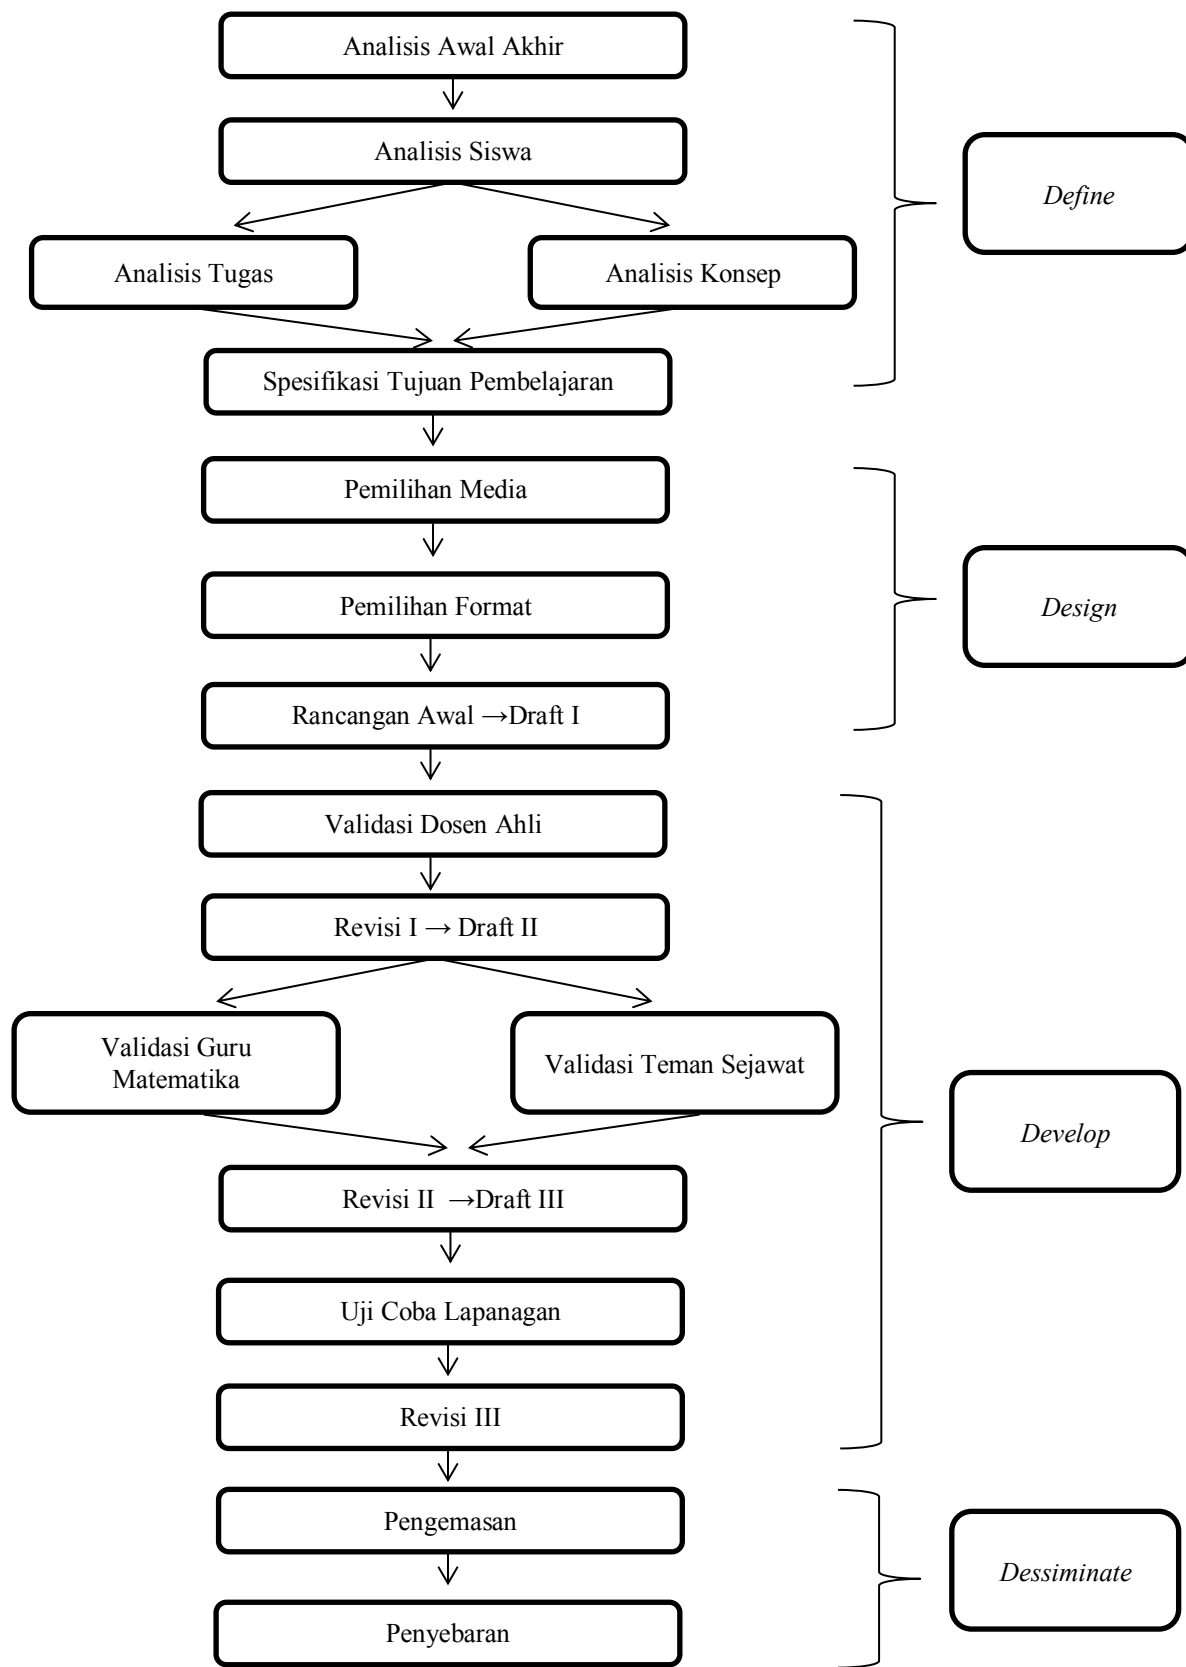 Analisis Awal Akhir
Analisis Siswa
Define
Analisis Tugas
Analisis Konsep
Spesifikasi Tujuan Pembelajaran
Pemilihan Media
Pemilihan Format
Design
Rancangan Awal →Draft I
Validasi Dosen Ahli
Revisi I → Draft II
Validasi Guru
Matematika
Validasi Teman Sejawat
Develop
Revisi II →Draft III
Uji Coba Lapanagan
Revisi III
Pengemasan
Dessiminate
Penyebaran